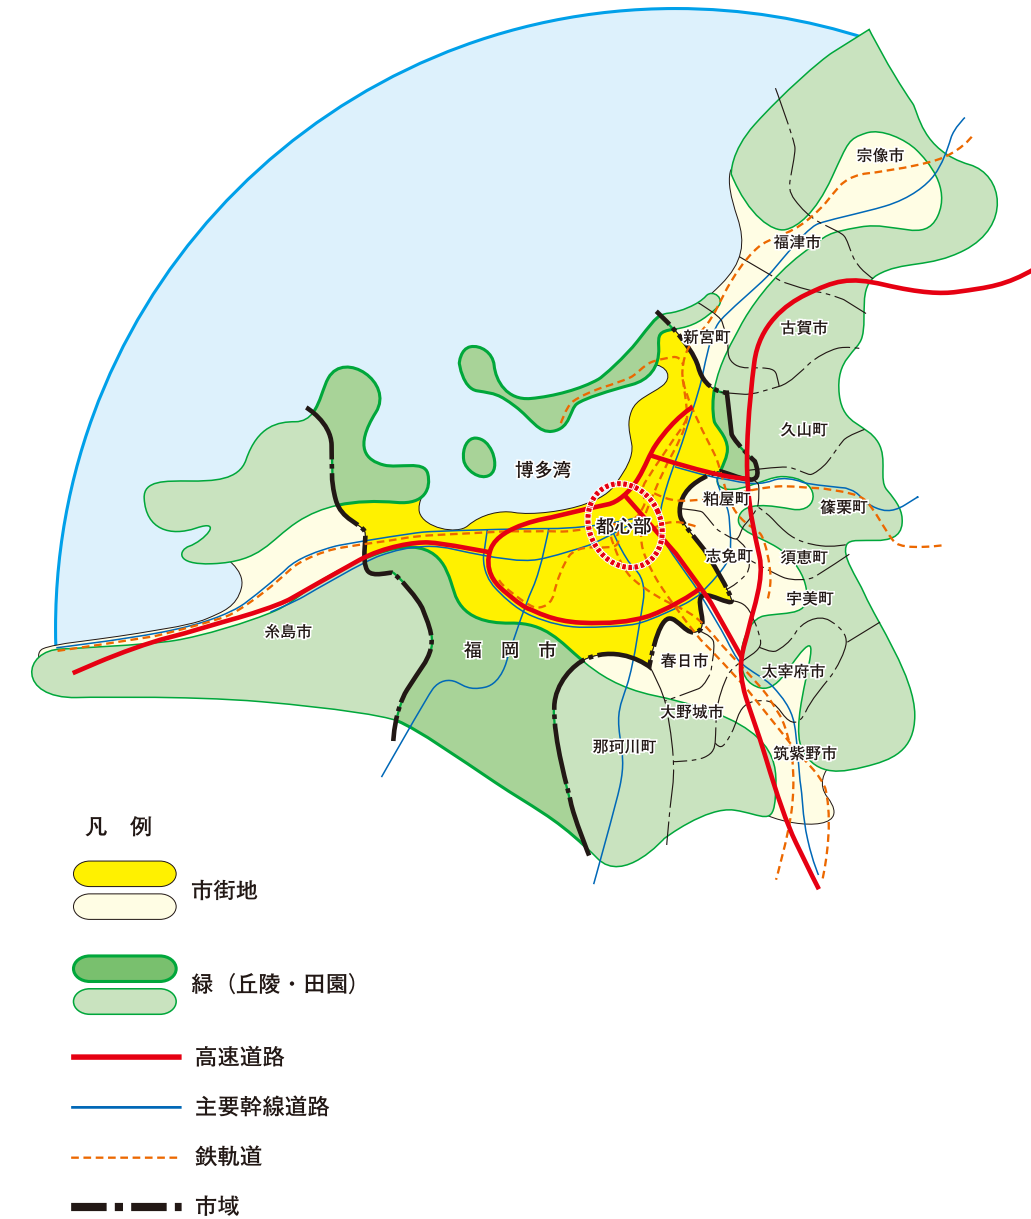 宗像市
福津市
古賀市
新宮町
久山町
博多湾
粕屋町
篠栗町
都心部
志免町
須恵町
宇美町
糸島市
福岡市
春日市
太宰府市
大野城市
那珂川町
筑紫野市
凡例
市街地
緑（丘陵・田園）
高速道路
主要幹線道路
鉄軌道
市域